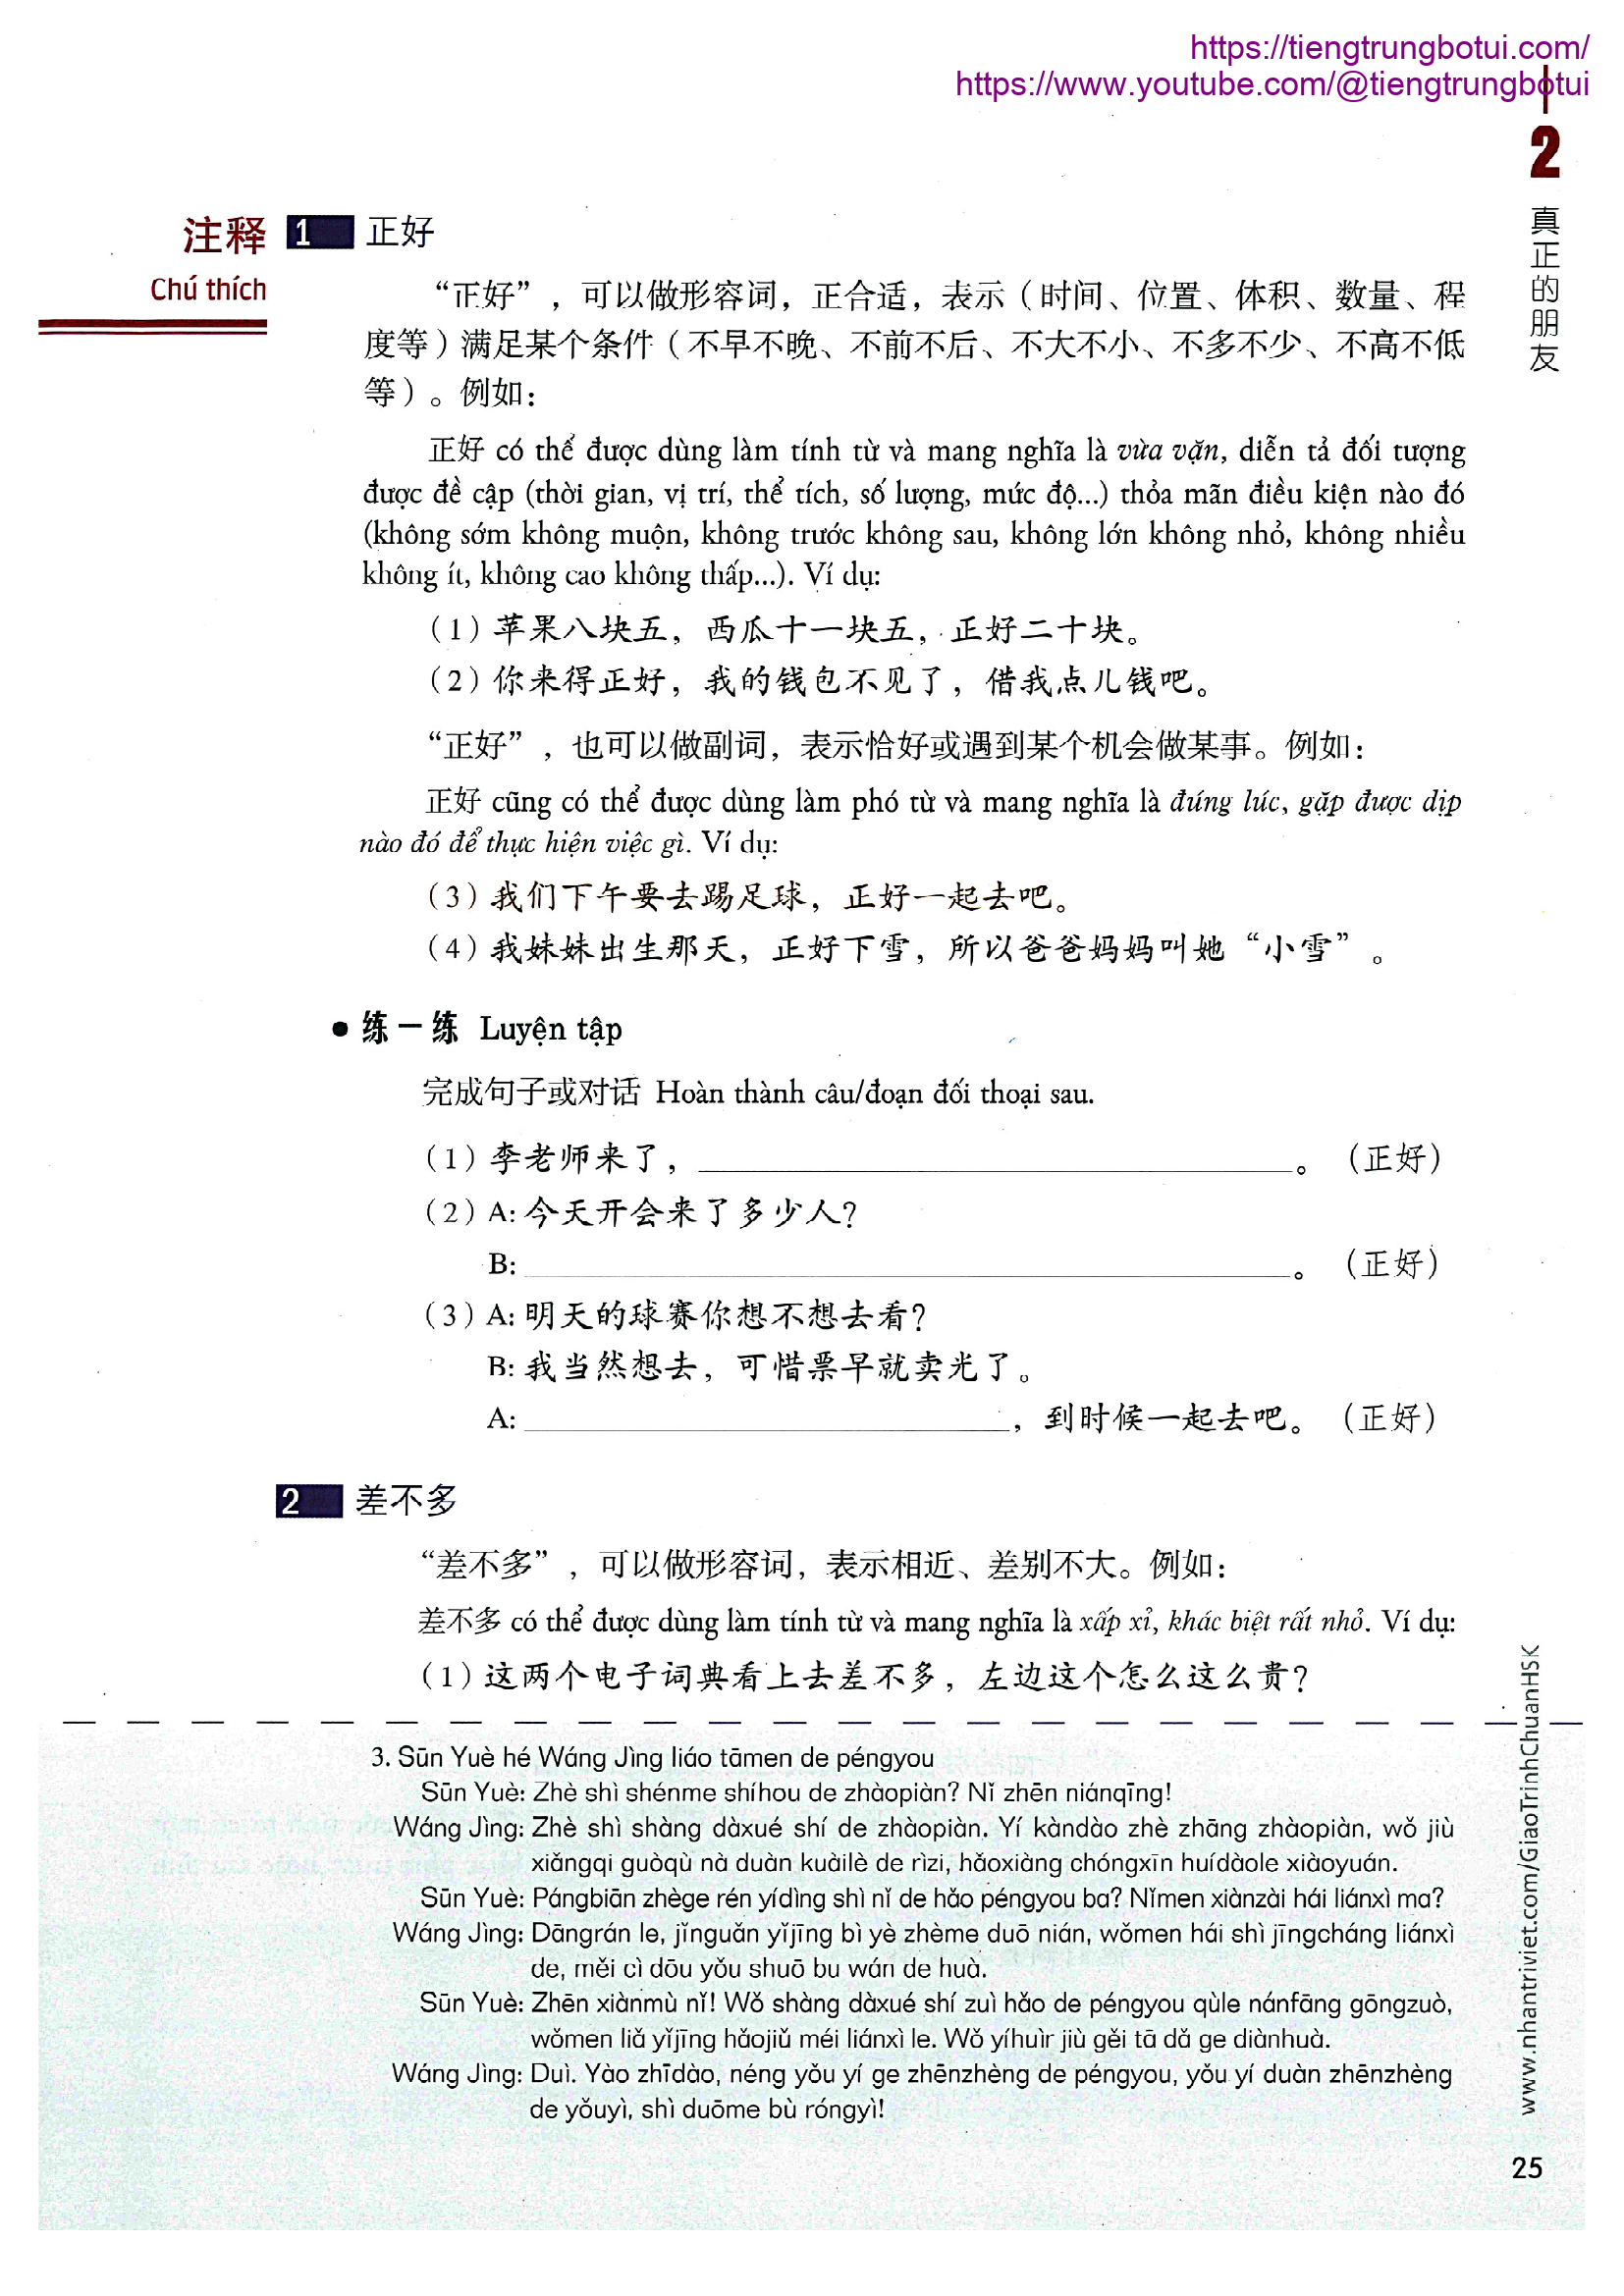 https://tiengtrungbotui.com/
https://www.youtube.com/@tiengtrungbotui
2
真正的朋友
注释
Chú thích
1 正好
“正好”，可以做形容词，正合适，表示（时间、位置、体积、数量、程
度等）满足某个条件（不早不晚、不前不后、不大不小、不多不少、不高不低
等）。例如：
正好 có thể được dùng làm tính từ và mang nghĩa là vừa vặn, diễn tả đối tượng
được đề cập (thời gian, vị trí, thể tích, số lượng, mức độ...) thỏa mãn điều kiện nào đó
(không sớm không muộn, không trước không sau, không lớn không nhỏ, không nhiều
không ít, không cao không thấp...). Ví dụ:
（1）苹果八块五，西瓜十一块五，正好二十块。
（2）你来得正好，我的钱包不见了，借我点儿钱吧。
“正好”，也可以做副词，表示恰好或遇到某个机会做某事。例如：
正好 cũng có thể được dùng làm phó từ và mang nghĩa là đúng lúc, gặp được dịp
nào đó để thực hiện việc gì. Ví dụ:
（3）我们下午要去踢足球，正好一起去吧。
（4）我妹妹出生那天，正好下雪，所以爸爸妈妈叫她“小雪”。
● 练一练 Luyện tập
完成句子或对话 Hoàn thành câu/đoạn đối thoại sau.
（1）李老师来了，____________________。（正好）
（2）A: 今天开会来了多少人？
B: ____________________。（正好）
（3）A: 明天的球赛你想不想去看？
B: 我当然想去，可惜票早就卖光了。
A: ____________________，到时候一起去吧。（正好）
2 差不多
“差不多”，可以做形容词，表示相近、差别不大。例如：
差不多 có thể được dùng làm tính từ và mang nghĩa là xấp xỉ, khác biệt rất nhỏ. Ví dụ:
（1）这两个电子词典看上去差不多，左边这个怎么这么贵？
3. Sūn Yuè hé Wáng Jìng liáo tāmen de péngyou
Sūn Yuè: Zhè shì shénme shíhou de zhàopiàn? Nǐ zhēn niánqīng!
Wáng Jìng: Zhè shì shàng dàxué shí de zhàopiàn. Yí kàndào zhè zhāng zhàopiàn, wǒ jiù
xiǎngqi guòqù nà duàn kuàilè de rìzi, hǎoxiàng chóngxīn huídàole xiàoyuán.
Sūn Yuè: Pángbiān zhège rén yídìng shì nǐ de hǎo péngyou ba? Nǐmen xiànzài hái liánxì ma?
Wáng Jìng: Dāngrán le, jǐnguǎn yǐjīng bì yè zhème duō nián, wǒmen hái shì jīngcháng liánxì
de, měi cì dōu yǒu shuō bu wán de huà.
Sūn Yuè: Zhēn xiànmù nǐ! Wǒ shàng dàxué shí zuì hǎo de péngyou qùle nánfāng gōngzuò,
wǒmen liǎ yǐjīng hǎojiǔ méi liánxì le. Wǒ yíhuìr jiù gěi tā dǎ ge diànhuà.
Wáng Jìng: Duì. Yào zhīdào, néng yǒu yí ge zhēnzhèng de péngyou, yǒu yí duàn zhēnzhèng
de yǒuyì, shì duōme bù róngyì!
www.nhantriviet.com/GiaoTrinhChuanHSK
25